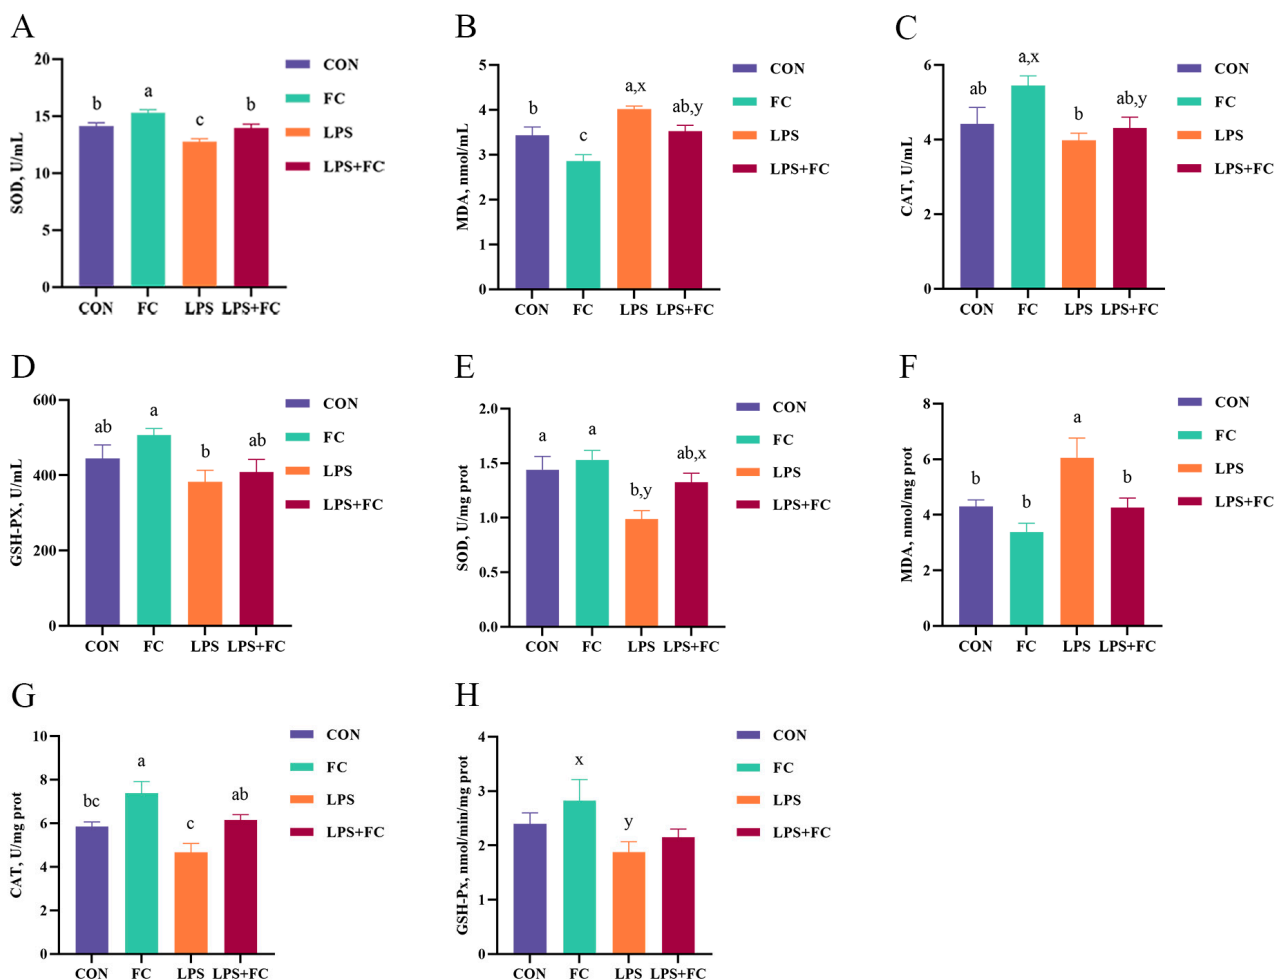 A
SOD, U/mL
20
15
10
5
0
b
a
c
b
CON
FC
LPS
LPS+FC
CON
FC
LPS
LPS+FC
B
MDA, nmol/mL
5
4
3
2
1
0
b
c
a,x
ab,y
CON
FC
LPS
LPS+FC
CON
FC
LPS
LPS+FC
C
CAT, U/mL
6
4
2
0
ab
a,x
b
ab,y
CON
FC
LPS
LPS+FC
CON
FC
LPS
LPS+FC
D
GSH-PX, U/mL
600
400
200
0
ab
a
b
ab
CON
FC
LPS
LPS+FC
CON
FC
LPS
LPS+FC
E
SOD, U/mg prot
2.0
1.5
1.0
0.5
0.0
a
a
b,y
ab,x
CON
FC
LPS
LPS+FC
CON
FC
LPS
LPS+FC
F
MDA, nmol/mg prot
8
6
4
2
0
b
b
a
b
CON
FC
LPS
LPS+FC
CON
FC
LPS
LPS+FC
G
CAT, U/mg prot
10
8
6
4
2
0
bc
a
c
ab
CON
FC
LPS
LPS+FC
CON
FC
LPS
LPS+FC
H
GSH-Px, nmol/min/mg prot
4
3
2
1
0
x
y
CON
FC
LPS
LPS+FC
CON
FC
LPS
LPS+FC